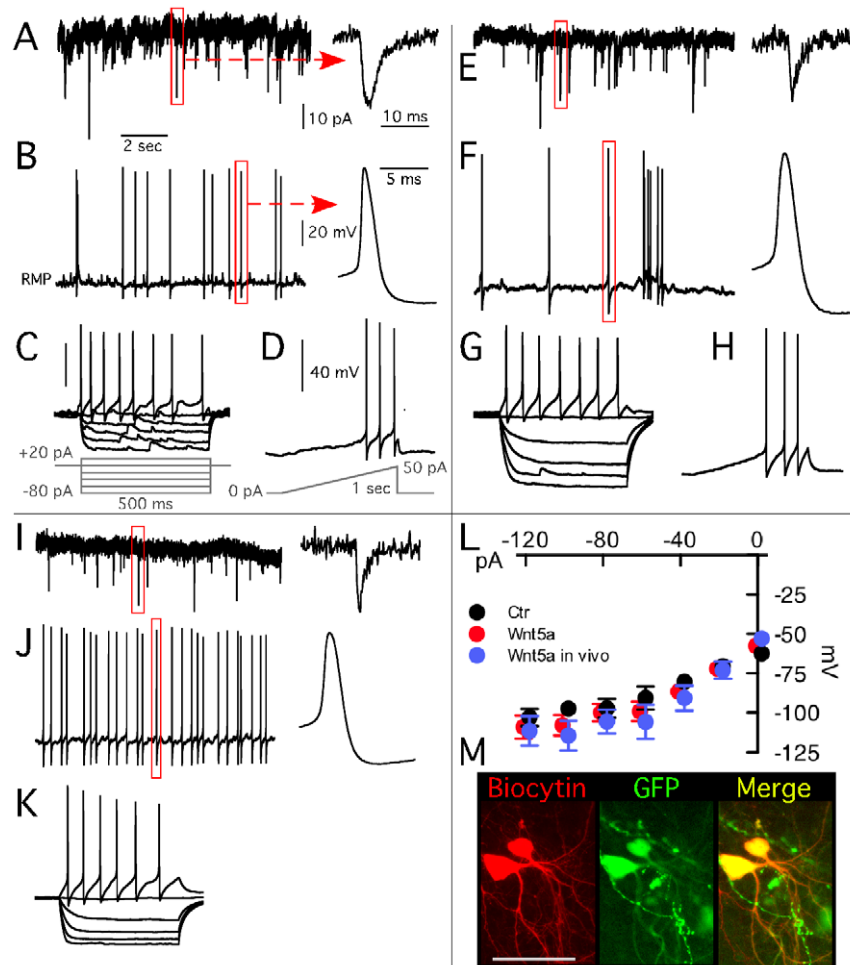 A
E
10 pA
10 ms
2 sec
B
F
5 ms
20 mV
RMP
C
D
G
H
40 mV
+20 pA
-80 pA
500 ms
0 pA
1 sec
50 pA
I
L
-120 -80 -40 0
pA
Ctr
Wnt5a
Wnt5a in vivo
-25
-50
-75
-100
-125
mV
J
K
M
Biocytin GFP Merge